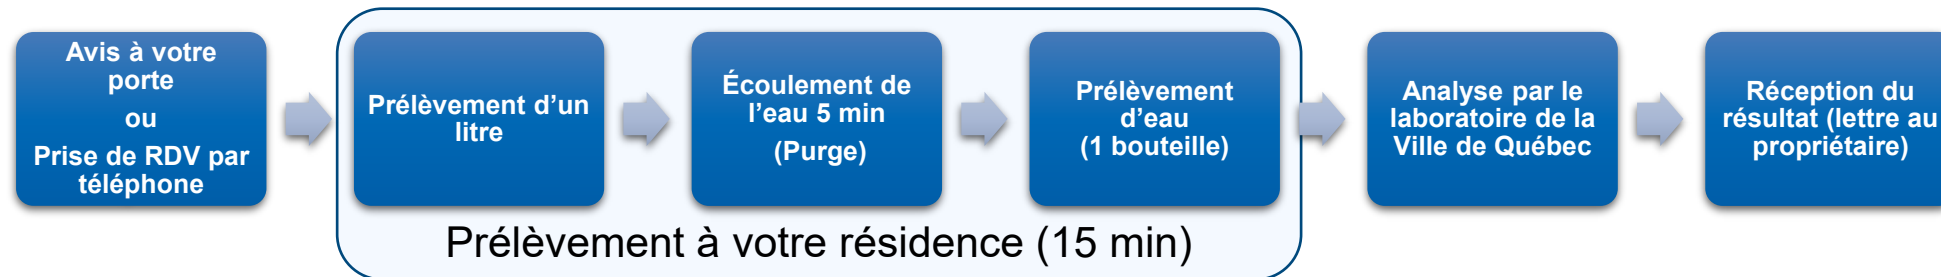 Avis à votre
porte
ou
Prise de RDV par
téléphone
Prélèvement d’un
litre
Écoulement de
l’eau 5 min
(Purge)
Prélèvement
d’eau
(1 bouteille)
Analyse par le
laboratoire de la
Ville de Québec
Réception du
résultat (lettre au
propriétaire)
Prélèvement à votre résidence (15 min)